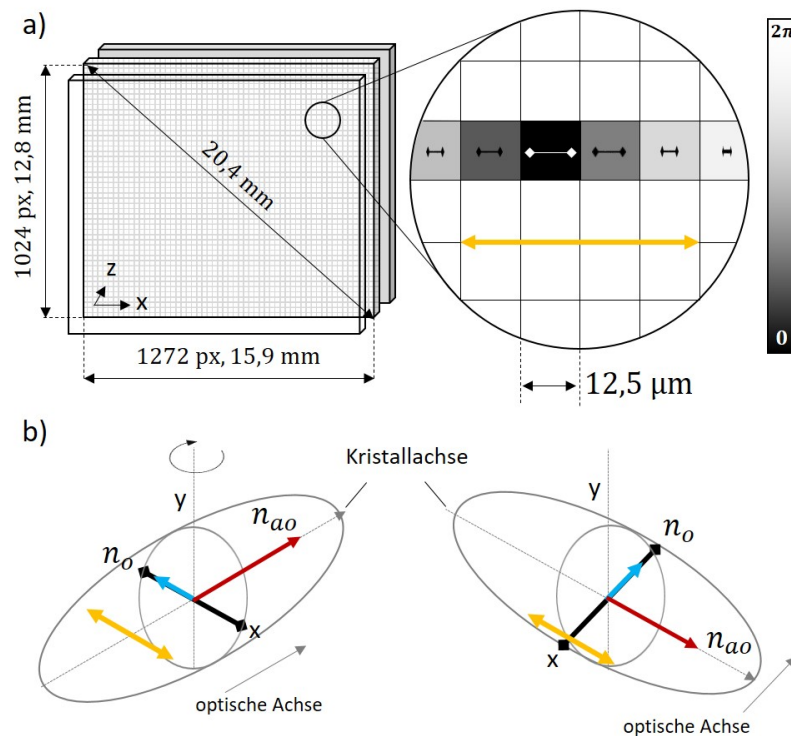 a)
2π
1024 px, 12,8 mm
20,4 mm
z
x
0
1272 px, 15,9 mm
12,5 μm
b)
Kristallachse
y
n_ao
n_o
x
optische Achse
y
n_o
x
n_ao
optische Achse